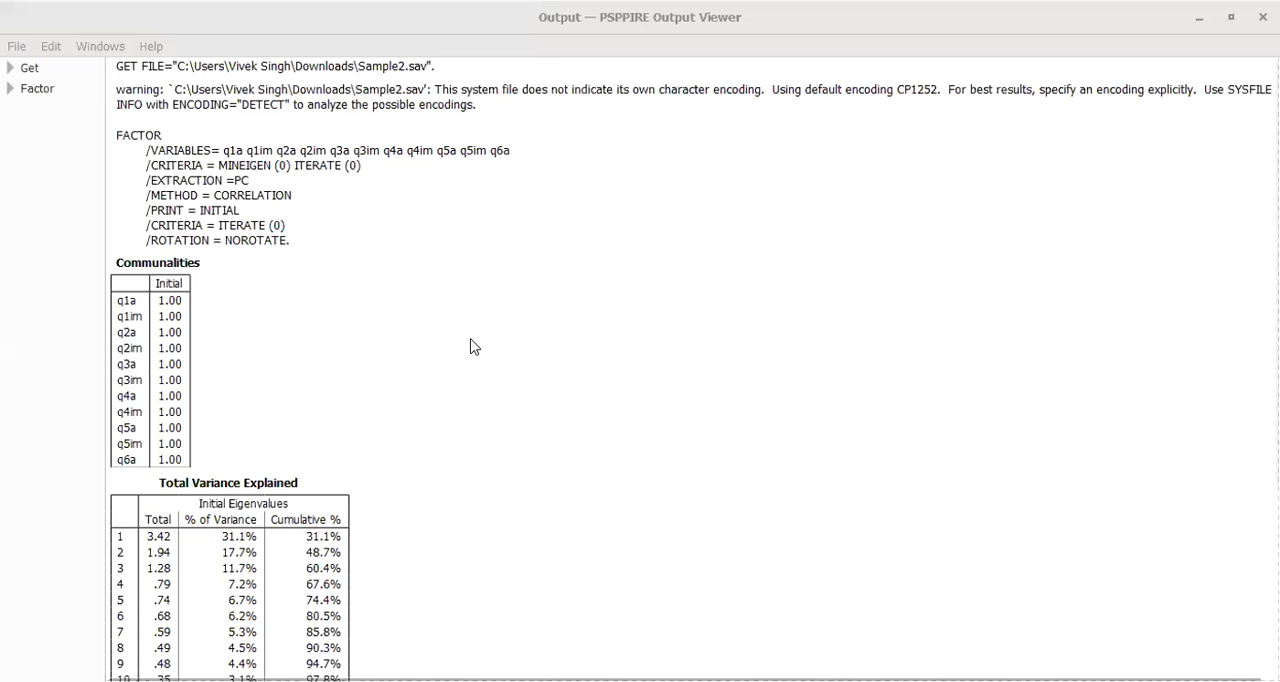 Output — PSPPIRE Output Viewer
File Edit Windows Help
Get
Factor
GET FILE="C:\Users\Vivek Singh\Downloads\Sample2.sav".
warning: `C:\Users\Vivek Singh\Downloads\Sample2.sav': This system file does not indicate its own character encoding. Using default encoding CP1252. For best results, specify an encoding explicitly. Use SYSFILE
INFO with ENCODING="DETECT" to analyze the possible encodings.
FACTOR
/VARIABLES= q1a q1im q2a q2im q3a q3im q4a q4im q5a q5im q6a
/CRITERIA = MINEIGEN (0) ITERATE (0)
/EXTRACTION =PC
/METHOD = CORRELATION
/PRINT = INITIAL
/CRITERIA = ITERATE (0)
/ROTATION = NOROTATE.
Communalities
Initial
q1a 1.00
q1im 1.00
q2a 1.00
q2im 1.00
q3a 1.00
q3im 1.00
q4a 1.00
q4im 1.00
q5a 1.00
q5im 1.00
q6a 1.00
Total Variance Explained
Initial Eigenvalues
Total % of Variance Cumulative %
1 3.42 31.1% 31.1%
2 1.94 17.7% 48.7%
3 1.28 11.7% 60.4%
4 .79 7.2% 67.6%
5 .74 6.7% 74.4%
6 .68 6.2% 80.5%
7 .59 5.3% 85.8%
8 .49 4.5% 90.3%
9 .48 4.4% 94.7%
10 .35 3.1% 97.8%